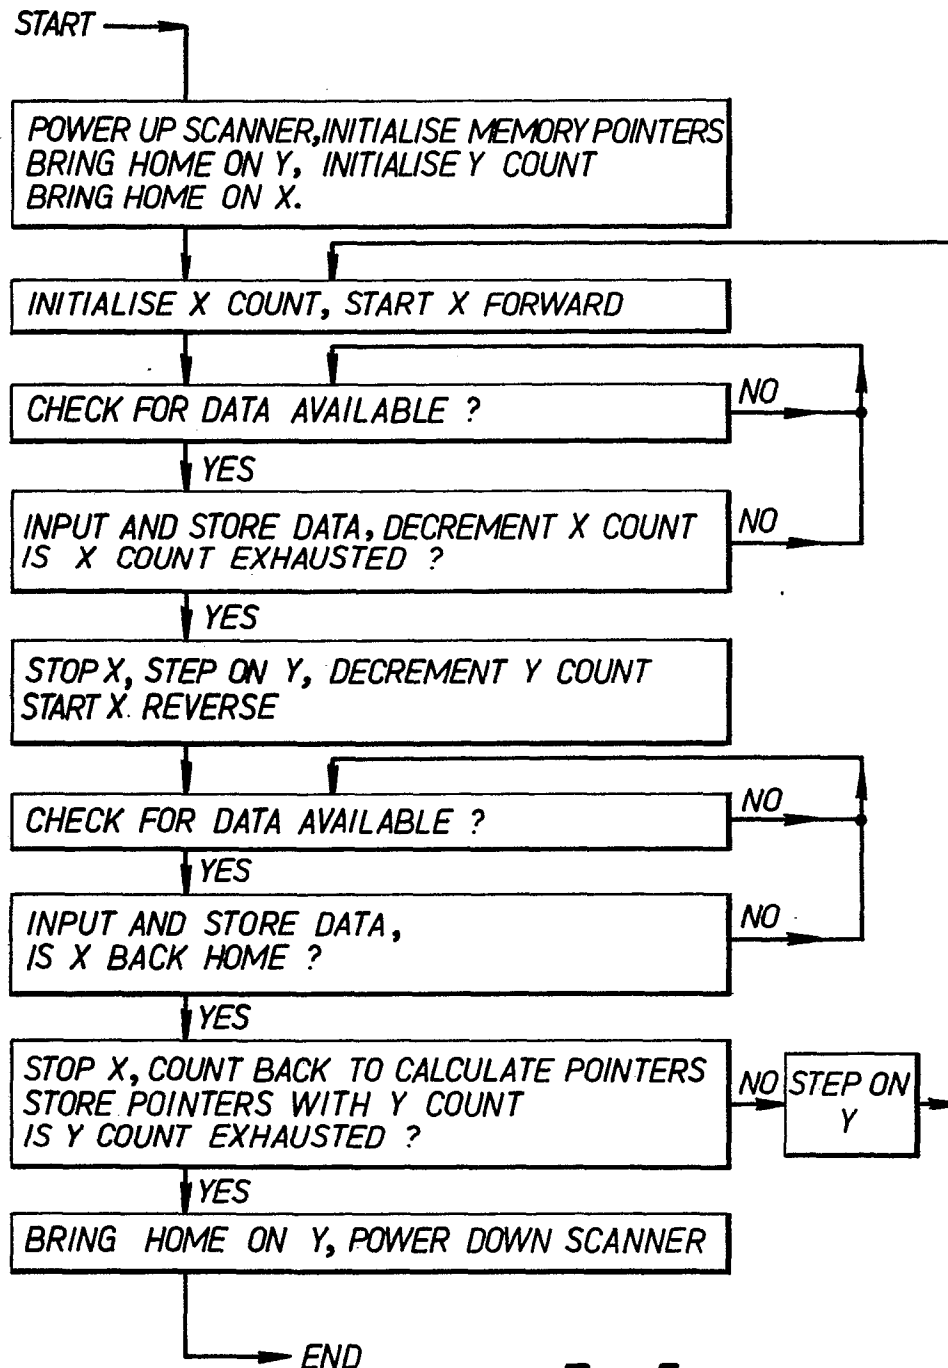 START
POWER UP SCANNER, INITIALISE MEMORY POINTERS
BRING HOME ON Y, INITIALISE Y COUNT
BRING HOME ON X.
INITIALISE X COUNT, START X FORWARD
CHECK FOR DATA AVAILABLE ?
NO
YES
INPUT AND STORE DATA, DECREMENT X COUNT
IS X COUNT EXHAUSTED ?
NO
YES
STOP X, STEP ON Y, DECREMENT Y COUNT
START X REVERSE
CHECK FOR DATA AVAILABLE ?
NO
YES
INPUT AND STORE DATA,
IS X BACK HOME ?
NO
YES
STOP X, COUNT BACK TO CALCULATE POINTERS
STORE POINTERS WITH Y COUNT
IS Y COUNT EXHAUSTED ?
NO
STEP ON
Y
YES
BRING HOME ON Y, POWER DOWN SCANNER
END